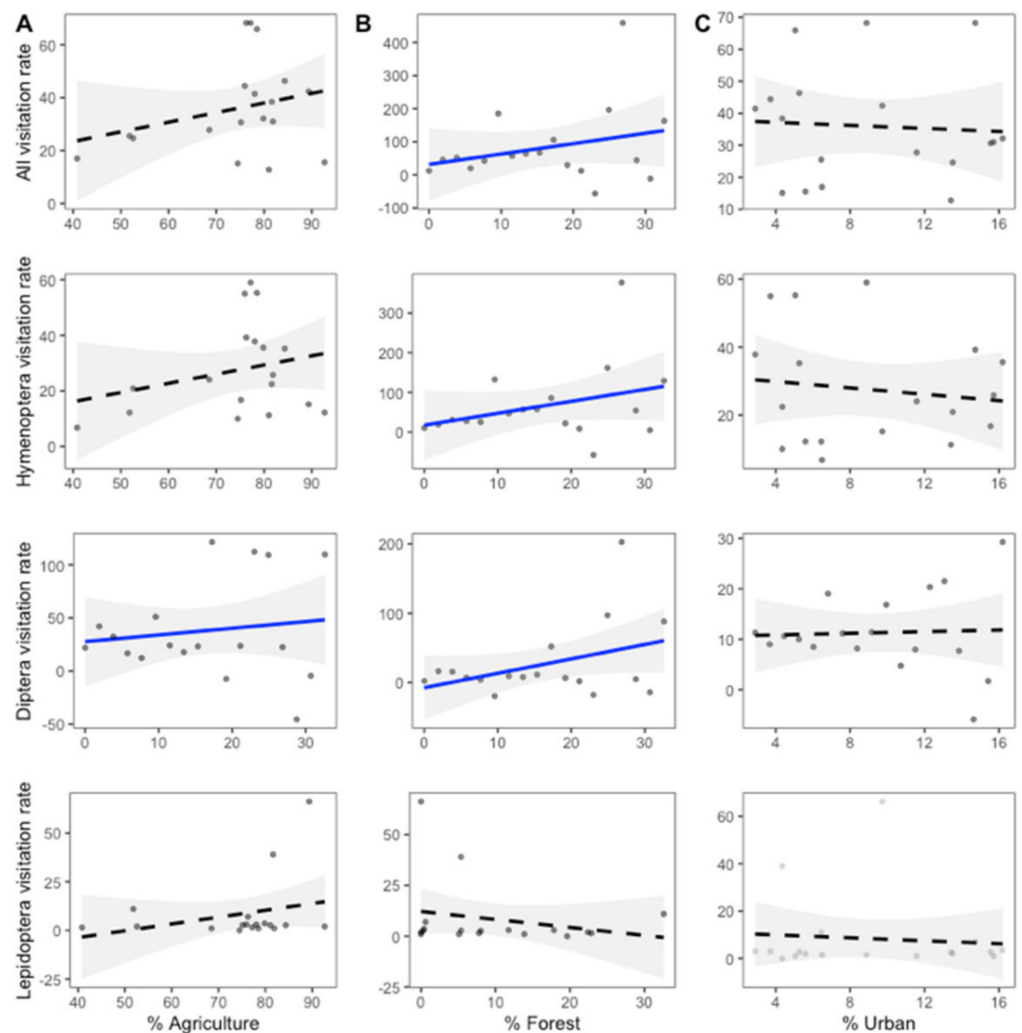 A B C
All visitation rate
60
40
20
0
40 50 60 70 80 90
400
300
200
100
0
-100
0 10 20 30
70
60
50
40
30
20
10
4 8 12 16
Hymenoptera visitation rate
60
40
20
0
40 50 60 70 80 90
300
200
100
0
0 10 20 30
60
40
20
4 8 12 16
Diptera visitation rate
100
50
0
-50
0 10 20 30
200
100
0
0 10 20 30
30
20
10
0
4 8 12 16
Lepidoptera visitation rate
50
25
0
-25
40 50 60 70 80 90
% Agriculture
75
50
25
0
-25
0 10 20 30
% Forest
60
40
20
0
4 8 12 16
% Urban